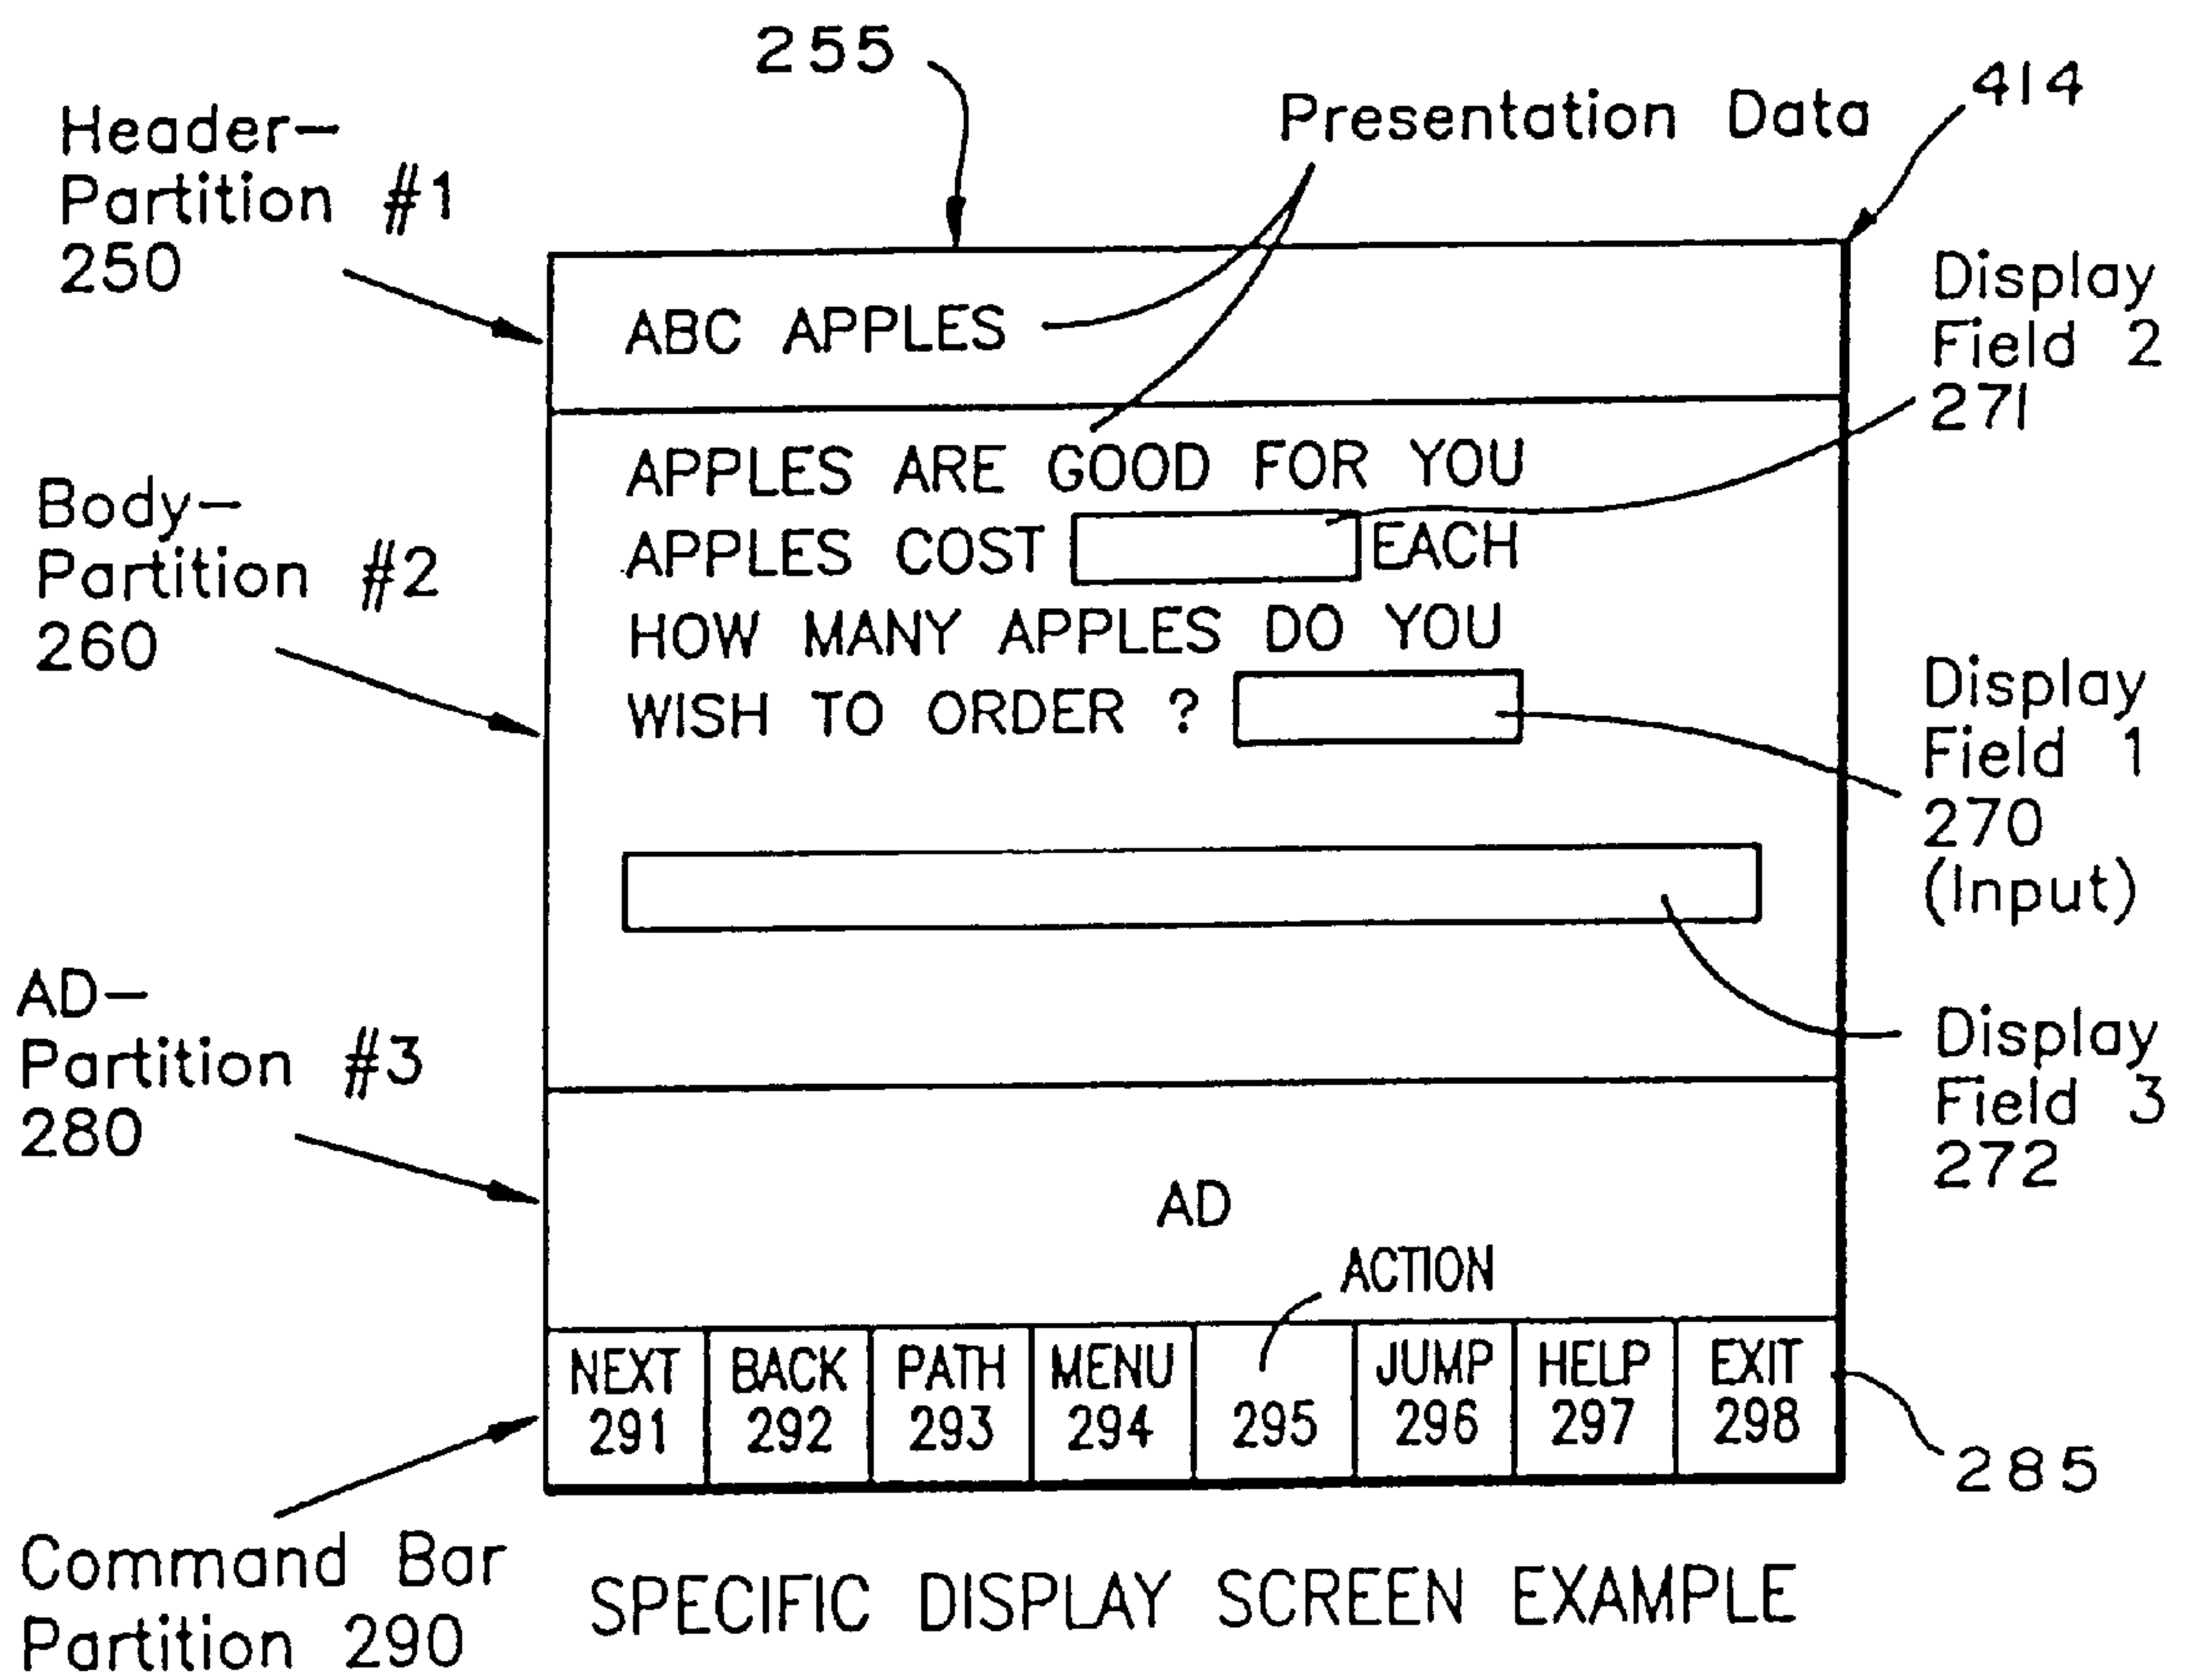 255
414
Header—
Partition #1
250
Presentation Data
ABC APPLES
Display
Field 2
271
APPLES ARE GOOD FOR YOU
APPLES COST EACH
HOW MANY APPLES DO YOU
WISH TO ORDER ?
Body—
Partition #2
260
Display
Field 1
270
(Input)
AD—
Partition #3
280
Display
Field 3
272
AD
ACTION
NEXT
291
BACK
292
PATH
293
MENU
294
295
JUMP
296
HELP
297
EXIT
298
285
Command Bar
Partition 290
SPECIFIC DISPLAY SCREEN EXAMPLE